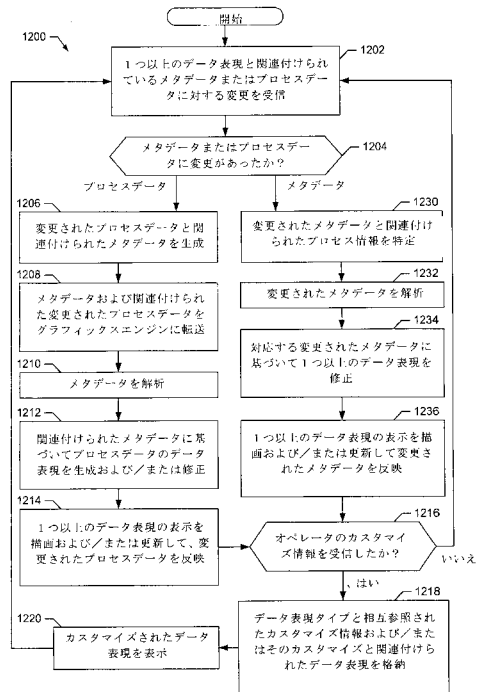 開始
1200
1202
1つ以上のデータ表現と関連付けられ
ているメタデータまたはプロセスデー
タに対する変更を受信
メタデータまたはプロセスデー
タに変更があったか?
1204
プロセスデータ
メタデータ
1206
変更されたプロセスデータと関
連付けられたメタデータを生成
1208
メタデータおよび関連付けられ
た変更されたプロセスデータを
グラフィックスエンジンに転送
1210
メタデータを解析
1212
関連付けられたメタデータに基
づいてプロセスデータのデータ
表現を生成および/または修正
1214
1つ以上のデータ表現の表示を
描画および/または更新して、変
更されたプロセスデータを反映
1230
変更されたメタデータと関連付け
られたプロセス情報を特定
1232
変更されたメタデータを解析
1234
対応する変更されたメタデータに
基づいて1つ以上のデータ表現を
修正
1236
1つ以上のデータ表現の表示を描
画および/または更新して変更さ
れたメタデータを反映
1216
オペレータのカスタマイ
ズ情報を受信したか?
いいえ
、はい
1218
データ表現タイプと相互参照され
たカスタマイズ情報および/また
はそのカスタマイズと関連付けら
れたデータ表現を格納
1220
カスタマイズされたデータ
表現を表示